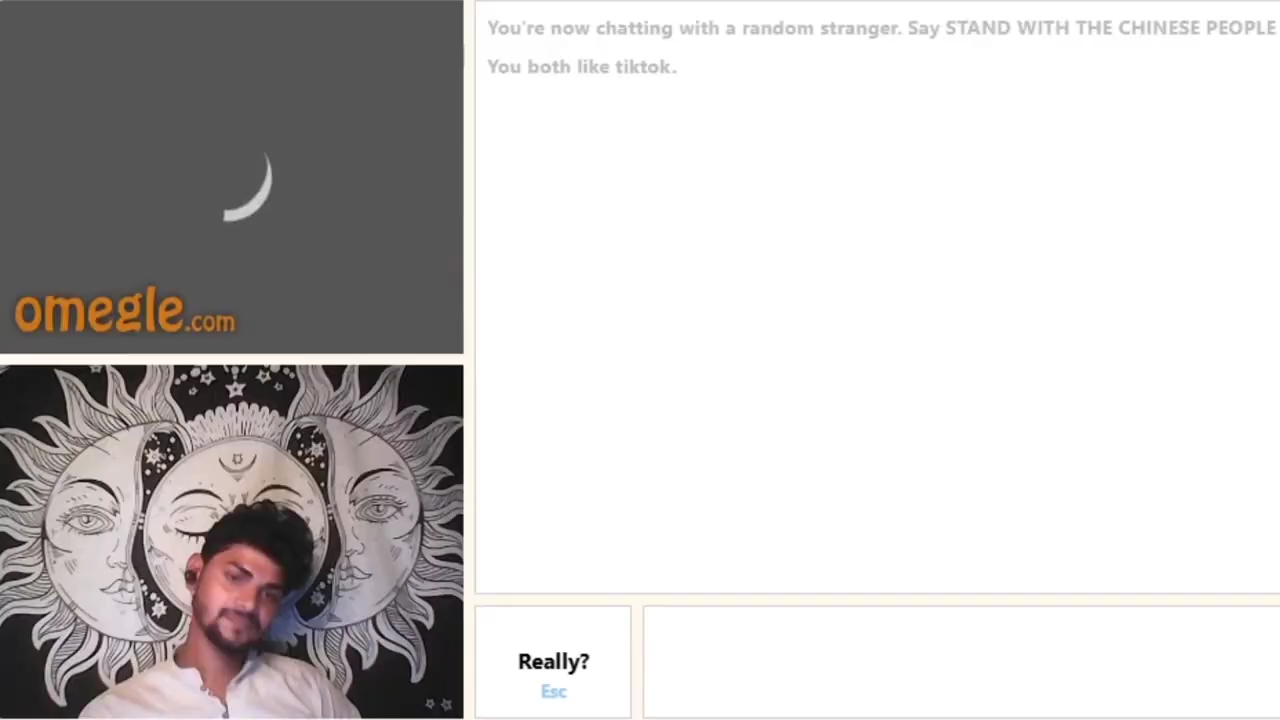 You're now chatting with a random stranger. Say STAND WITH THE CHINESE PEOPLE
You both like tiktok.
omegle.com
Really?
Esc